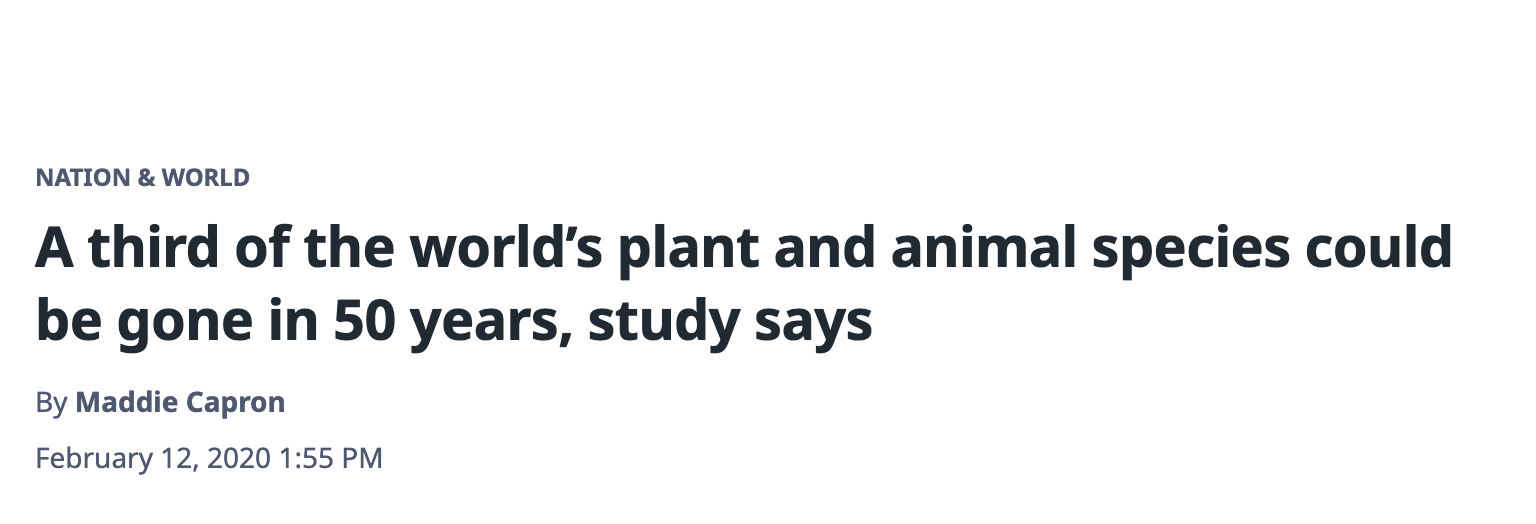 NATION & WORLD
A third of the world’s plant and animal species could
be gone in 50 years, study says
By Maddie Capron
February 12, 2020 1:55 PM